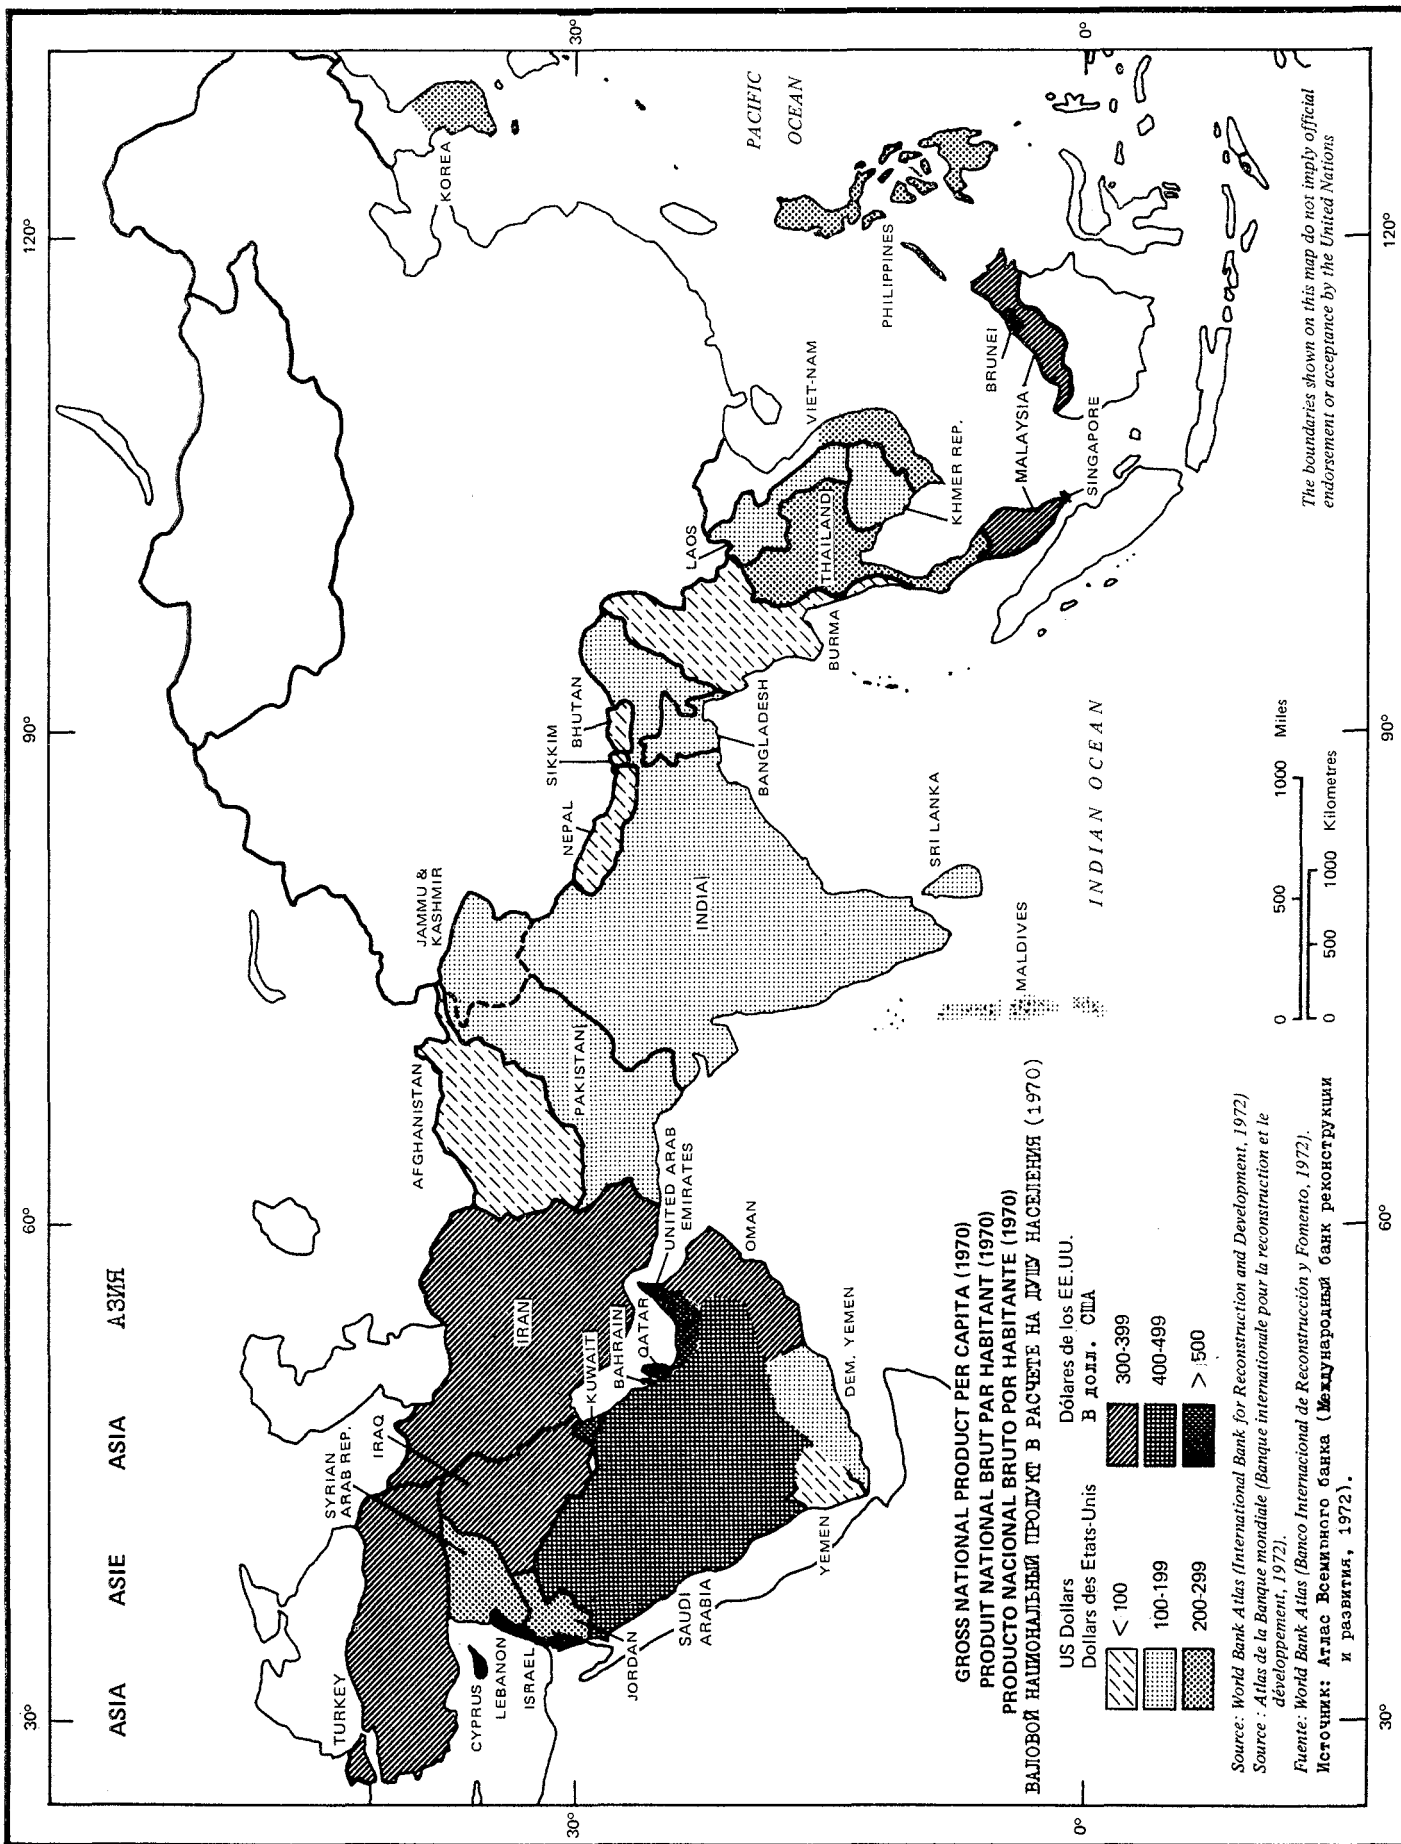 ASIA ASIE ASIA АЗИЯ
30°
60°
90°
120°
30°
0°
30°
0°
30°
60°
90°
120°
TURKEY
CYPRUS
LEBANON
ISRAEL
JORDAN
SYRIAN
ARAB REP.
IRAQ
SAUDI
ARABIA
YEMEN
DEM. YEMEN
OMAN
KUWAIT
BAHRAIN
QATAR
UNITED ARAB
EMIRATES
IRAN
AFGHANISTAN
PAKISTAN
JAMMU &
KASHMIR
INDIA
NEPAL
SIKKIM
BHUTAN
BANGLADESH
SRI LANKA
MALDIVES
BURMA
LAOS
THAILAND
VIET-NAM
KHMER REP.
MALAYSIA
SINGAPORE
BRUNEI
PHILIPPINES
KOREA
PACIFIC
OCEAN
INDIAN OCEAN
GROSS NATIONAL PRODUCT PER CAPITA (1970)
PRODUIT NATIONAL BRUT PAR HABITANT (1970)
PRODUCTO NACIONAL BRUTO POR HABITANTE (1970)
ВАЛОВОЙ НАЦИОНАЛЬНЫЙ ПРОДУКТ В РАСЧЕТЕ НА ДУШУ НАСЕЛЕНИЯ (1970)
US Dollars Dólares de los EE.UU.
Dollars des Etats-Unis В долл. США
< 100 300-399
100-199 400-499
200-299 > 500
0 500 1000 Miles
0 500 1000 Kilometres
Source: World Bank Atlas (International Bank for Reconstruction and Development, 1972)
Source : Atlas de la Banque mondiale (Banque internationale pour la reconstruction et le
développement, 1972).
Fuente: World Bank Atlas (Banco Internacional de Reconstrucción y Fomento, 1972).
Источник: Атлас Всемирного банка (Международный банк реконструкции
и развития, 1972).
The boundaries shown on this map do not imply official
endorsement or acceptance by the United Nations